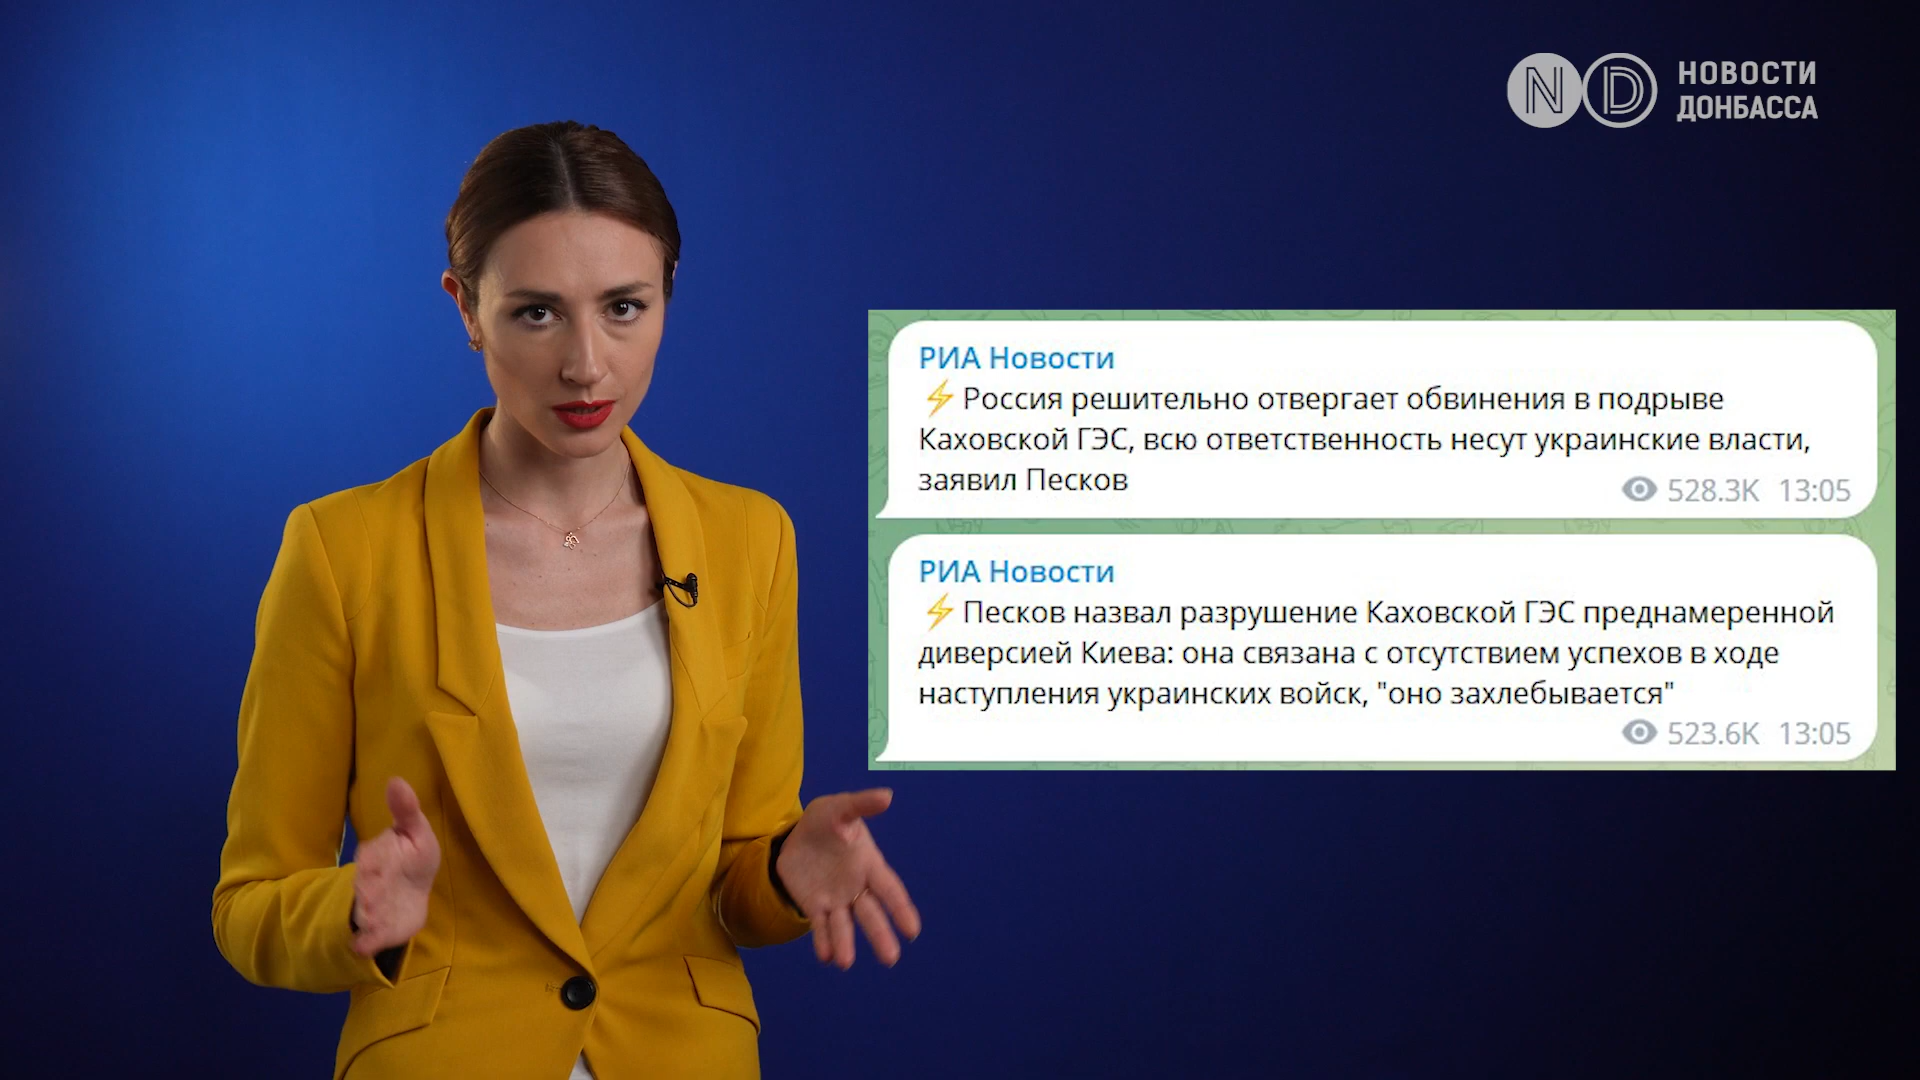 ND НОВОСТИ
ДОНБАССА
РИА Новости
⚡Россия решительно отвергает обвинения в подрыве
Каховской ГЭС, всю ответственность несут украинские власти,
заявил Песков
528.3K 13:05
РИА Новости
⚡Песков назвал разрушение Каховской ГЭС преднамеренной
диверсией Киева: она связана с отсутствием успехов в ходе
наступления украинских войск, "оно захлебывается"
523.6K 13:05